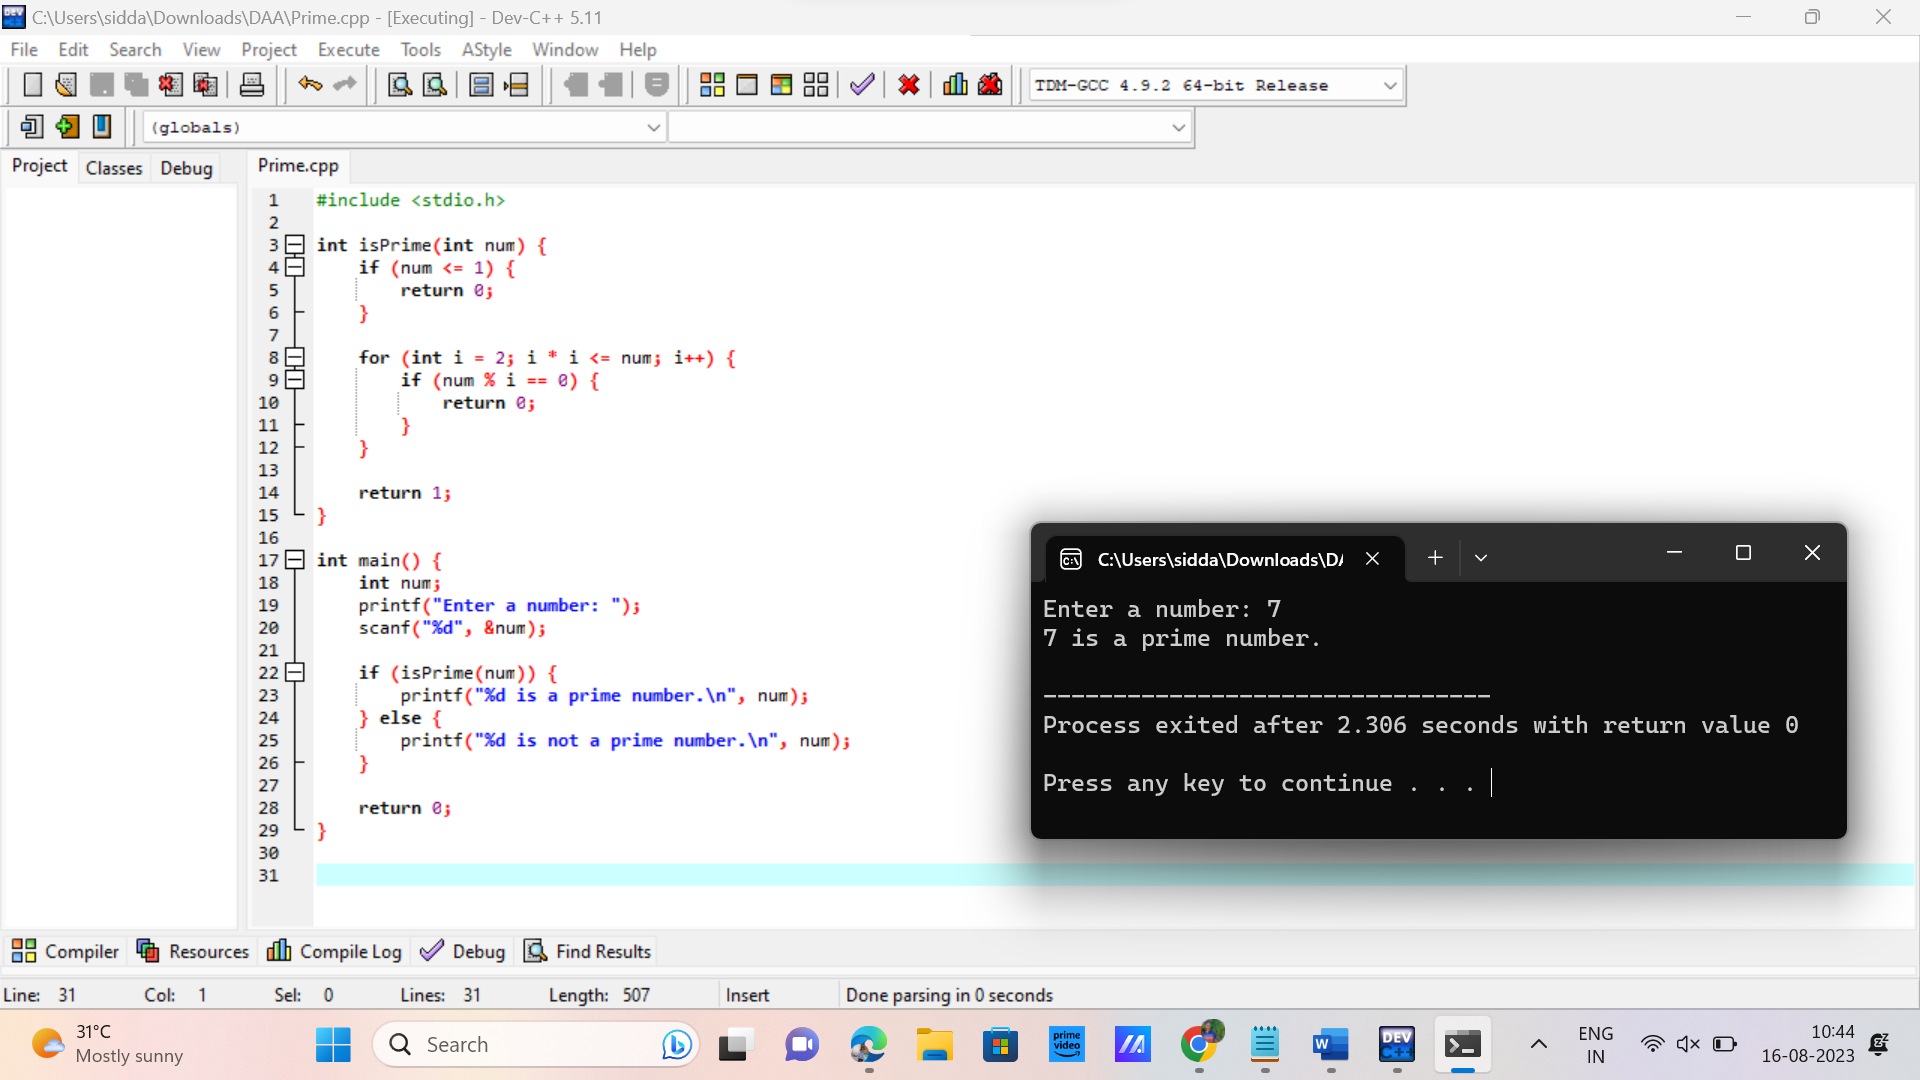 C:\Users\sidda\Downloads\DAA\Prime.cpp - [Executing] - Dev-C++ 5.11
File Edit Search View Project Execute Tools AStyle Window Help
TDM-GCC 4.9.2 64-bit Release
(globals)
Project Classes Debug Prime.cpp
1 #include <stdio.h>
2
3 int isPrime(int num) {
4     if (num <= 1) {
5         return 0;
6     }
7
8     for (int i = 2; i * i <= num; i++) {
9         if (num % i == 0) {
10             return 0;
11         }
12     }
13
14     return 1;
15 }
16
17 int main() {
18     int num;
19     printf("Enter a number: ");
20     scanf("%d", &num);
21
22     if (isPrime(num)) {
23         printf("%d is a prime number.\n", num);
24     } else {
25         printf("%d is not a prime number.\n", num);
26     }
27
28     return 0;
29 }
30
31
C:\Users\sidda\Downloads\DA
Enter a number: 7
7 is a prime number.
--------------------------------
Process exited after 2.306 seconds with return value 0
Press any key to continue . . .
Compiler Resources Compile Log Debug Find Results
Line: 31 Col: 1 Sel: 0 Lines: 31 Length: 507 Insert Done parsing in 0 seconds
31°C
Mostly sunny
Search
prime video
W
DEV C++
ENG
IN
10:44
16-08-2023